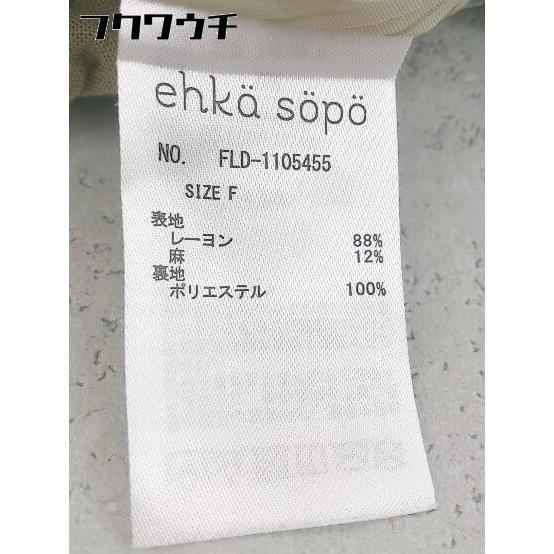 フクワウチ
ehkä söpö
NO. FLD-1105455
SIZE F
表地
レーヨン 88%
麻 12%
裏地
ポリエステル 100%